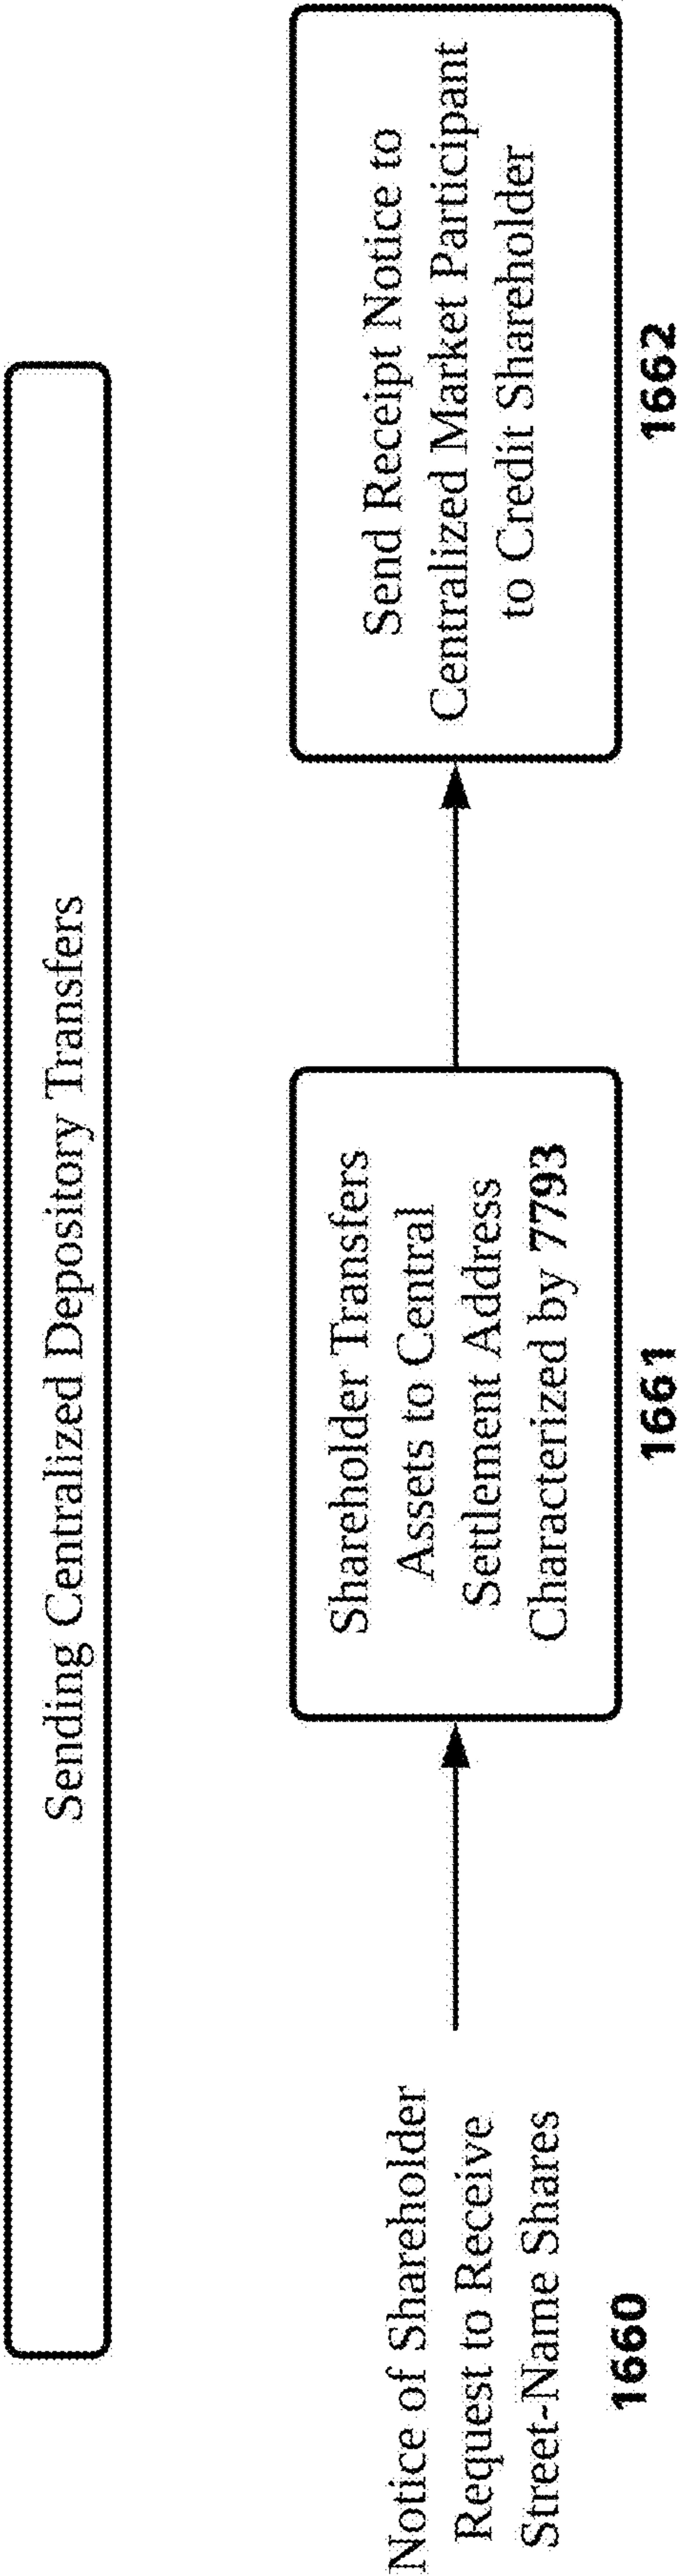 Sending Centralized Depository Transfers
Notice of Shareholder
Request to Receive
Street-Name Shares
1660
Shareholder Transfers
Assets to Central
Settlement Address
Characterized by 7793
1661
Send Receipt Notice to
Centralized Market Participant
to Credit Shareholder
1662